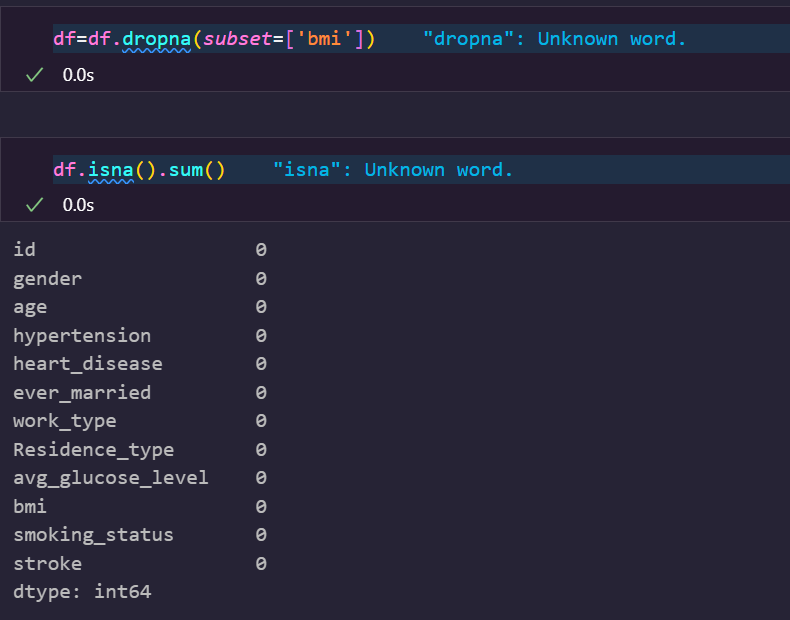 df=df.dropna(subset=['bmi'])    "dropna": Unknown word.
0.0s
df.isna().sum()    "isna": Unknown word.
0.0s
id 0
gender 0
age 0
hypertension 0
heart_disease 0
ever_married 0
work_type 0
Residence_type 0
avg_glucose_level 0
bmi 0
smoking_status 0
stroke 0
dtype: int64